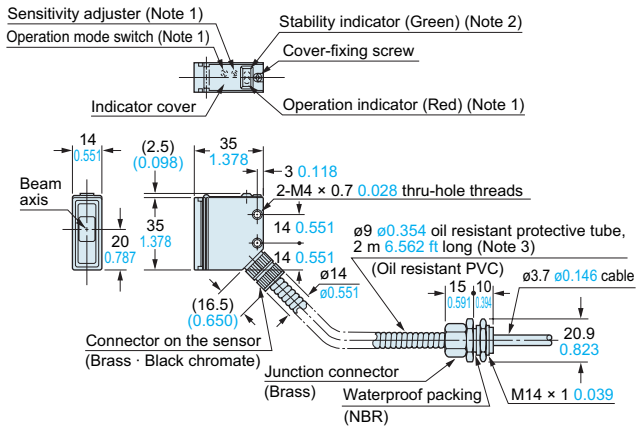 Sensitivity adjuster (Note 1)
Operation mode switch (Note 1)
Stability indicator (Green) (Note 2)
Cover-fixing screw
Indicator cover
Operation indicator (Red) (Note 1)
14
0.551
(2.5)
(0.098)
35
1.378
3 0.118
2-M4 × 0.7 0.028 thru-hole threads
Beam
axis
20
0.787
35
1.378
14 0.551
14 0.551
ø9 ø0.354 oil resistant protective tube,
2 m 6.562 ft long (Note 3)
(Oil resistant PVC)
ø14
ø0.551
15
0.591
10
0.394
ø3.7 ø0.146 cable
(16.5)
(0.650)
20.9
0.823
Connector on the sensor
(Brass · Black chromate)
Junction connector
(Brass)
Waterproof packing
(NBR)
M14 × 1 0.039